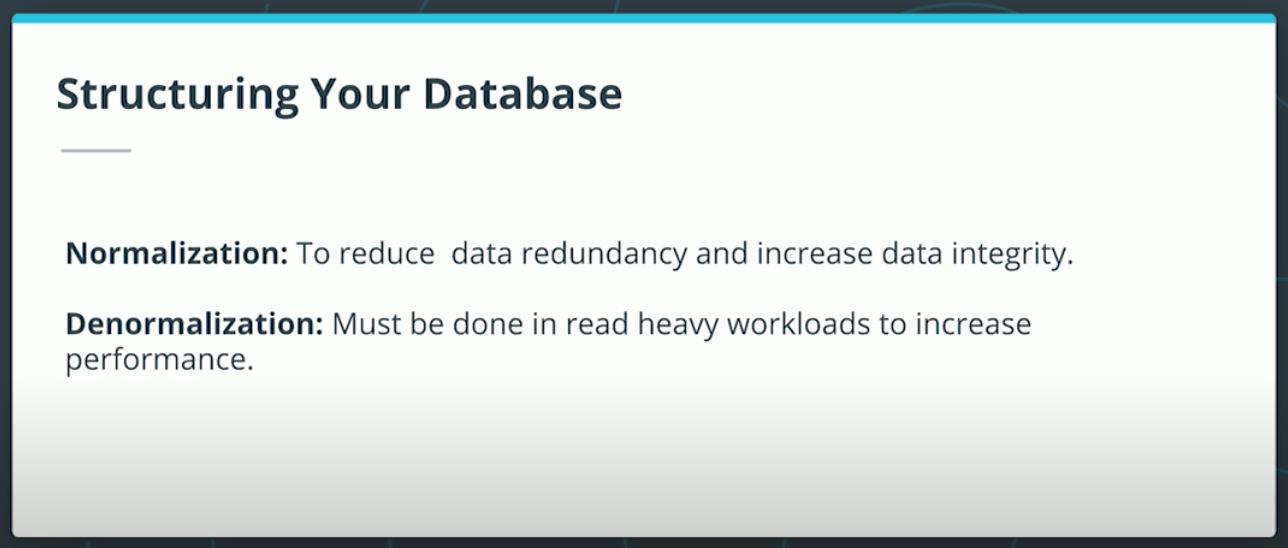 Structuring Your Database
Normalization: To reduce  data redundancy and increase data integrity.
Denormalization: Must be done in read heavy workloads to increase
performance.